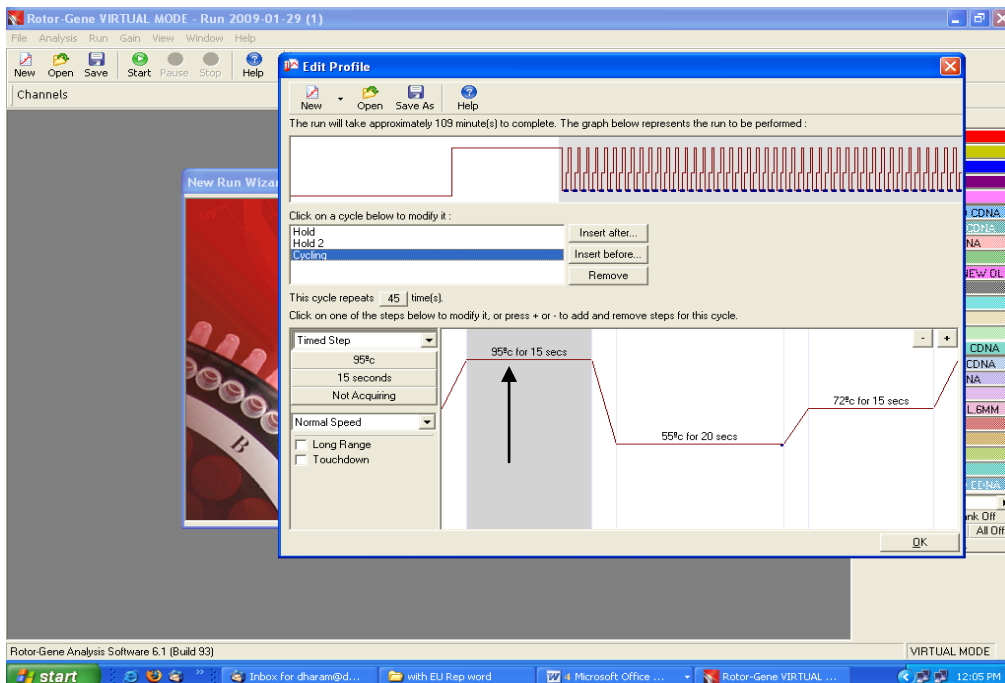 Rotor-Gene VIRTUAL MODE - Run 2009-01-29 (1)
File Analysis Run Gain View Window Help
New Open Save Start Pause Stop Help
Channels
New Run Wizar
Edit Profile
New Open Save As Help
The run will take approximately 109 minute(s) to complete. The graph below represents the run to be performed :
Click on a cycle below to modify it :
Hold
Hold 2
Cycling
Insert after...
Insert before...
Remove
This cycle repeats 45 time(s).
Click on one of the steps below to modify it, or press + or - to add and remove steps for this cycle.
Timed Step
95ºc
15 seconds
Not Acquiring
Normal Speed
Long Range
Touchdown
- +
95ºc for 15 secs
55ºc for 20 secs
72ºc for 15 secs
OK
B
CDNA
CDNA
NA
NEW OL
CDNA
CDNA
NA
L,6MM
CDNA
nk Off
All Off
Rotor-Gene Analysis Software 6.1 (Build 93)
VIRTUAL MODE
start
Inbox for dharam@d...
with EU Rep word
4 Microsoft Office ...
Rotor-Gene VIRTUAL ...
12:05 PM